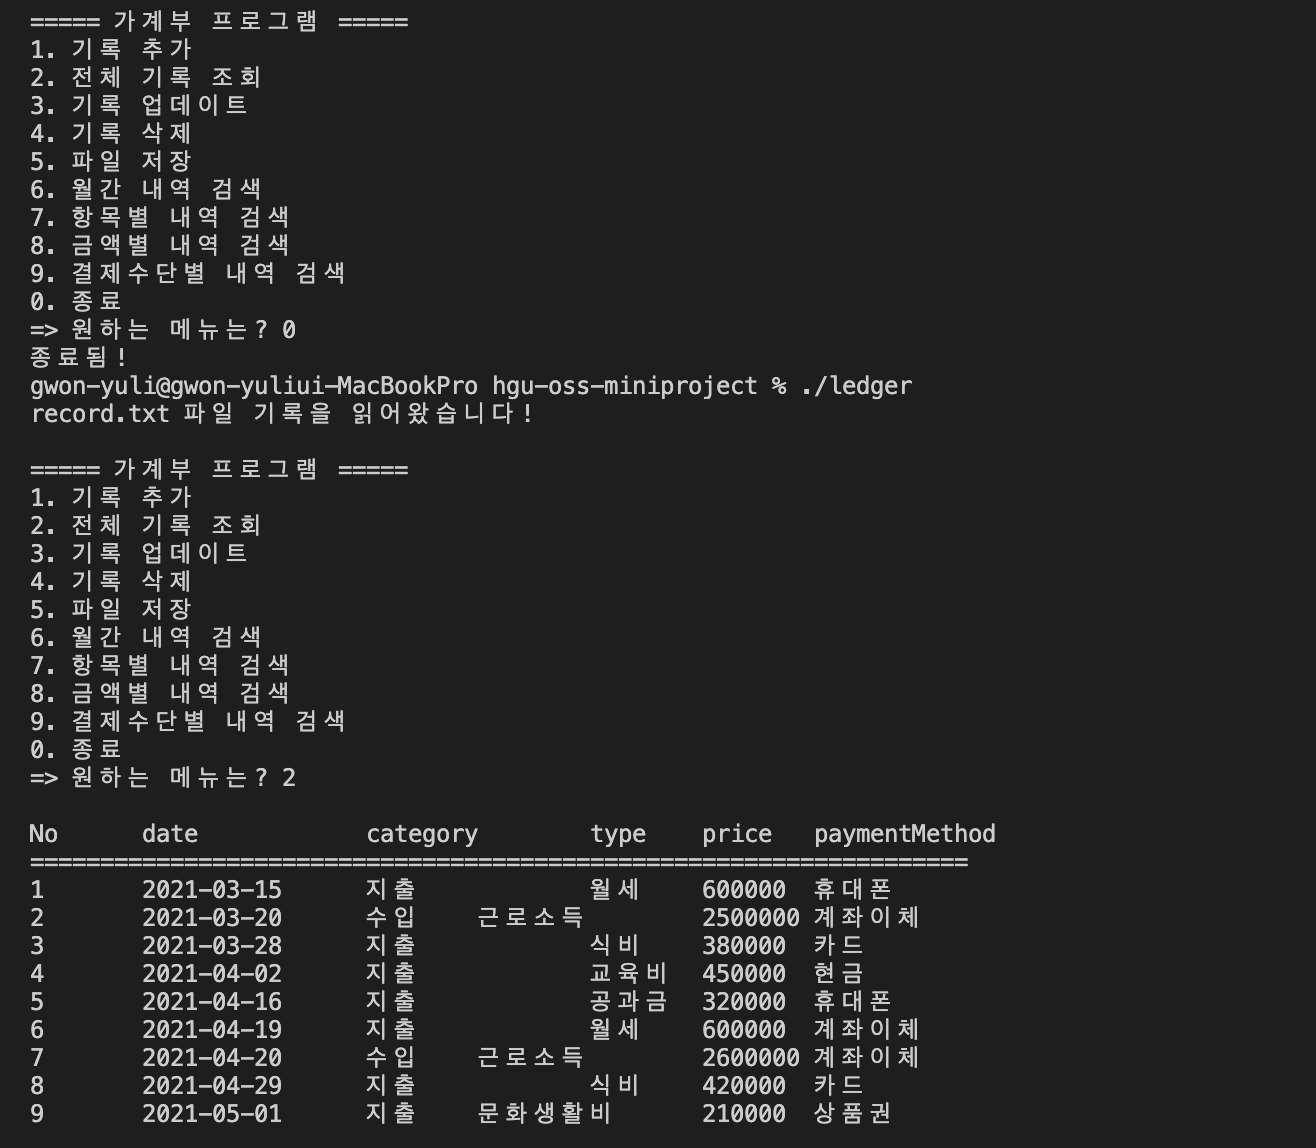 ===== 가계부 프로그램 =====
1. 기록 추가
2. 전체 기록 조회
3. 기록 업데이트
4. 기록 삭제
5. 파일 저장
6. 월간 내역 검색
7. 항목별 내역 검색
8. 금액별 내역 검색
9. 결제수단별 내역 검색
0. 종료
=> 원하는 메뉴는? 0
종료됨!
gwon-yuli@gwon-yuliui-MacBookPro hgu-oss-miniproject % ./ledger
record.txt 파일 기록을 읽어왔습니다!
===== 가계부 프로그램 =====
1. 기록 추가
2. 전체 기록 조회
3. 기록 업데이트
4. 기록 삭제
5. 파일 저장
6. 월간 내역 검색
7. 항목별 내역 검색
8. 금액별 내역 검색
9. 결제수단별 내역 검색
0. 종료
=> 원하는 메뉴는? 2
No date category type price paymentMethod
===================================================================
1 2021-03-15 지출 월세 600000 휴대폰
2 2021-03-20 수입 근로소득 2500000 계좌이체
3 2021-03-28 지출 식비 380000 카드
4 2021-04-02 지출 교육비 450000 현금
5 2021-04-16 지출 공과금 320000 휴대폰
6 2021-04-19 지출 월세 600000 계좌이체
7 2021-04-20 수입 근로소득 2600000 계좌이체
8 2021-04-29 지출 식비 420000 카드
9 2021-05-01 지출 문화생활비 210000 상품권